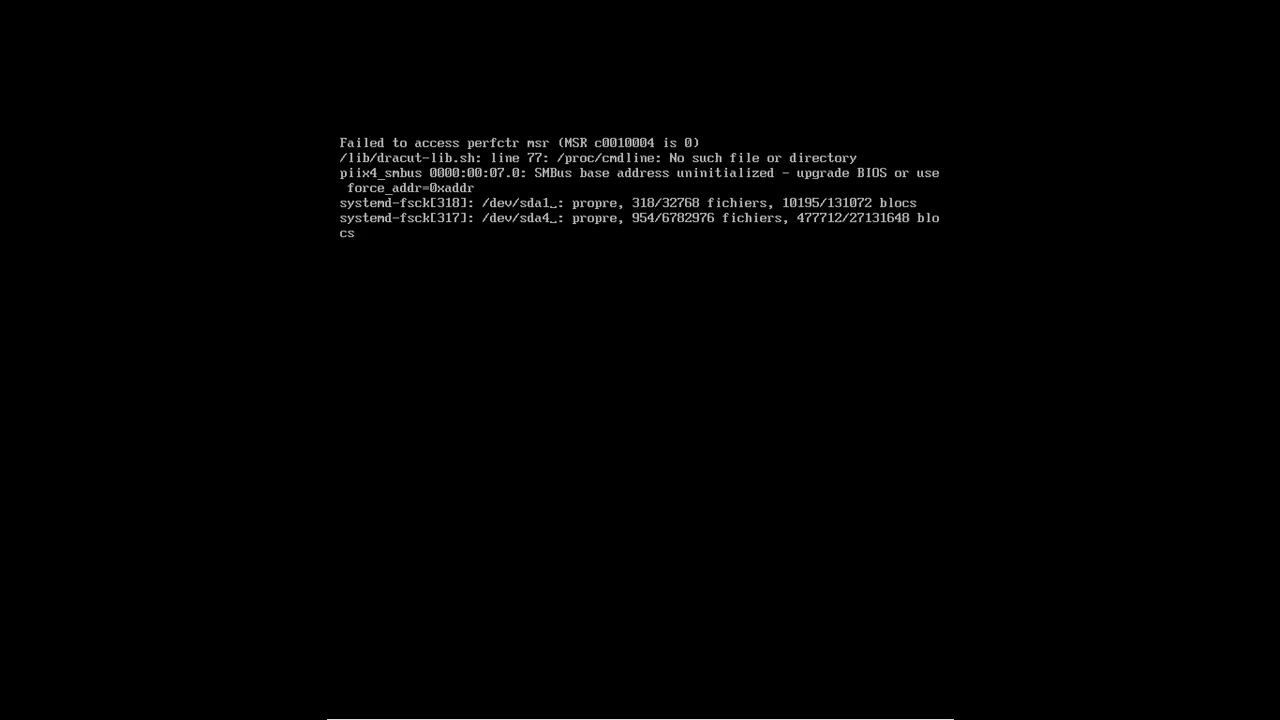 Failed to access perfctr msr (MSR c0010004 is 0)
/lib/dracut-lib.sh: line 77: /proc/cmdline: No such file or directory
piix4_smbus 0000:00:07.0: SMBus base address uninitialized - upgrade BIOS or use
force_addr=0xaddr
systemd-fsck[318]: /dev/sda1_: propre, 318/32768 fichiers, 10195/131072 blocs
systemd-fsck[317]: /dev/sda4_: propre, 954/6782976 fichiers, 477712/27131648 blo
cs